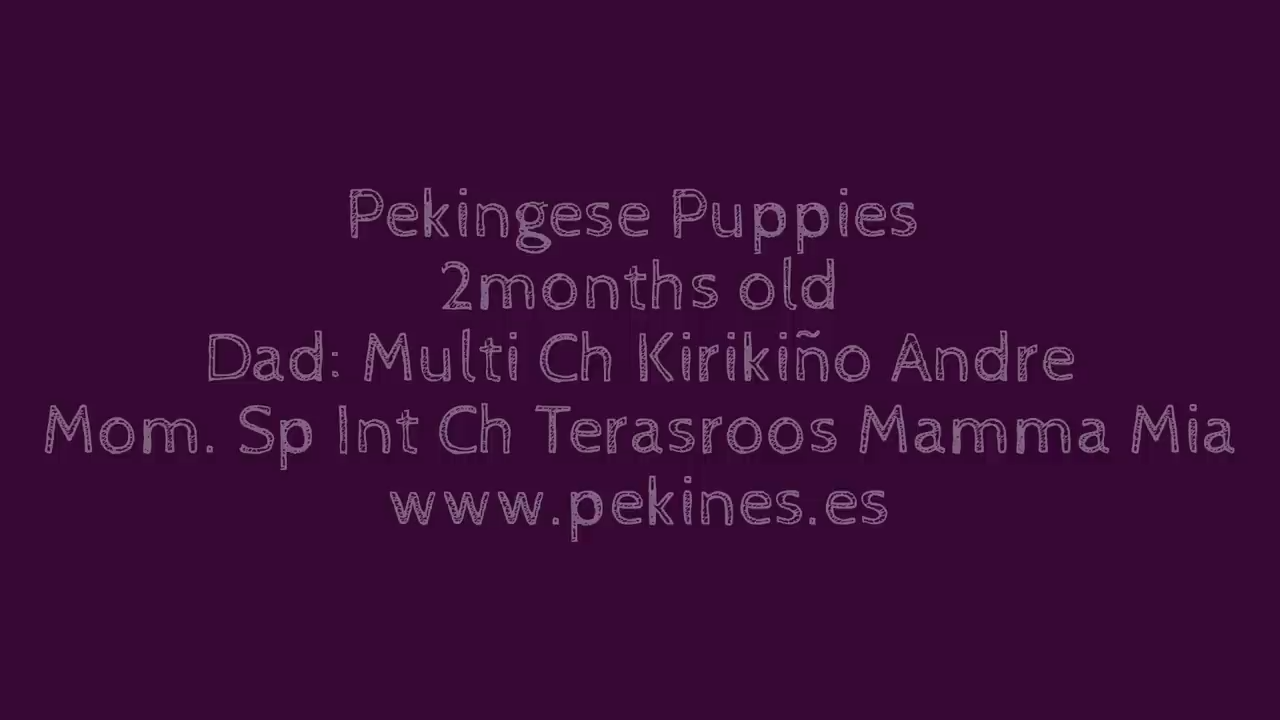 Pekingese Puppies
2months old
Dad: Multi Ch Kirikiño Andre
Mom. Sp Int Ch Terasroos Mamma Mia
www.pekines.es